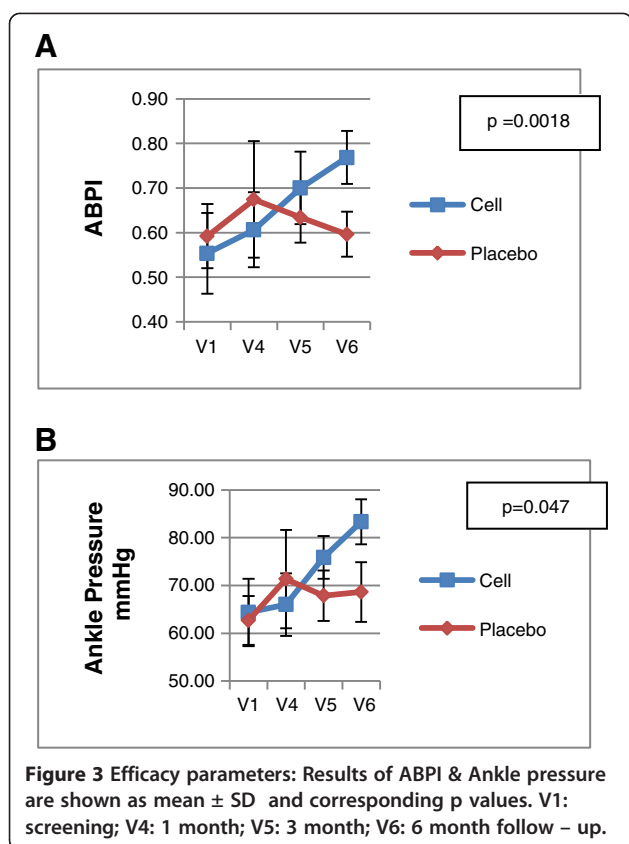 A
0.90
0.80
0.70
0.60
0.50
0.40
ABPI
V1 V4 V5 V6
p =0.0018
Cell
Placebo
B
90.00
80.00
70.00
60.00
50.00
Ankle Pressure
mmHg
V1 V4 V5 V6
p=0.047
Cell
Placebo
Figure 3 Efficacy parameters: Results of ABPI & Ankle pressure
are shown as mean ± SD and corresponding p values. V1:
screening; V4: 1 month; V5: 3 month; V6: 6 month follow – up.